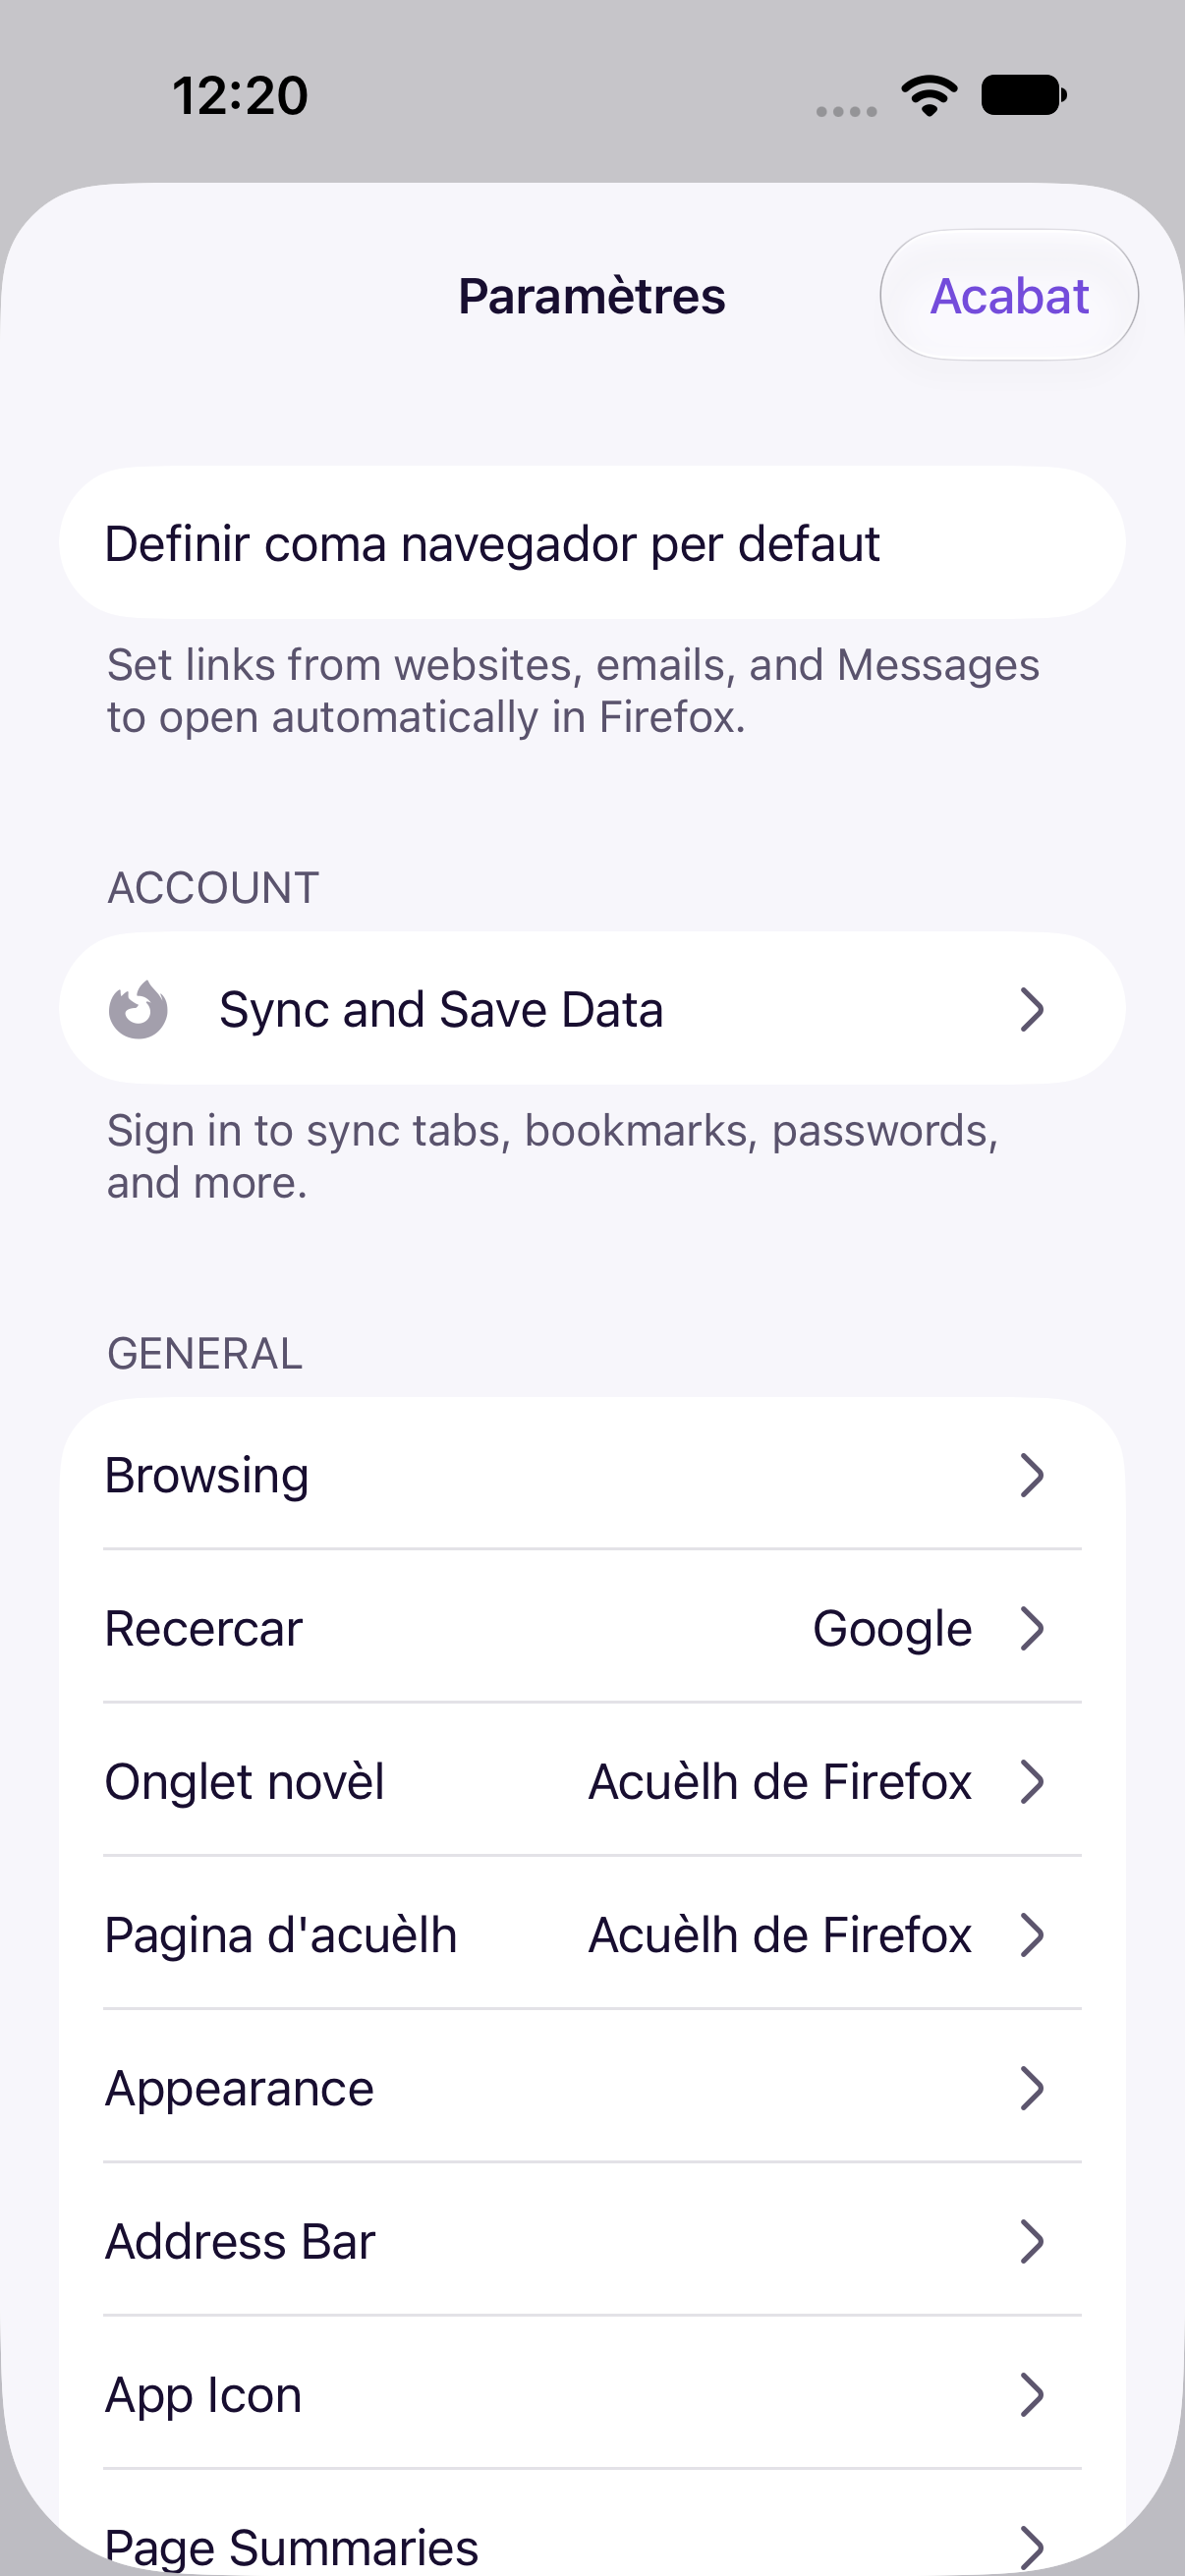 12:20
Paramètres
Acabat
Definir coma navegador per defaut
Set links from websites, emails, and Messages
to open automatically in Firefox.
ACCOUNT
Sync and Save Data
Sign in to sync tabs, bookmarks, passwords,
and more.
GENERAL
Browsing
Recercar Google
Onglet novèl Acuèlh de Firefox
Pagina d'acuèlh Acuèlh de Firefox
Appearance
Address Bar
App Icon
Page Summaries